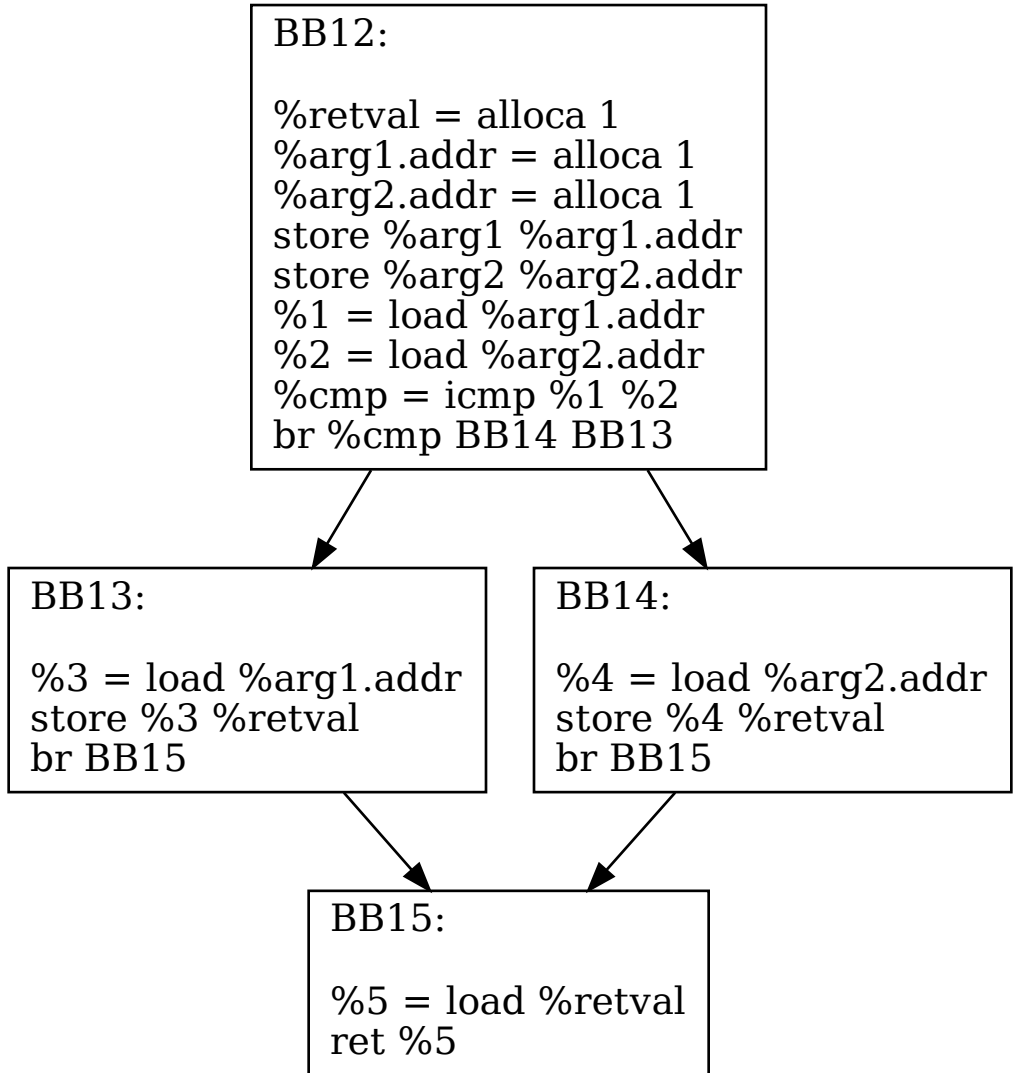 BB12:
%retval = alloca 1
%arg1.addr = alloca 1
%arg2.addr = alloca 1
store %arg1 %arg1.addr
store %arg2 %arg2.addr
%1 = load %arg1.addr
%2 = load %arg2.addr
%cmp = icmp %1 %2
br %cmp BB14 BB13
BB13:
%3 = load %arg1.addr
store %3 %retval
br BB15
BB14:
%4 = load %arg2.addr
store %4 %retval
br BB15
BB15:
%5 = load %retval
ret %5